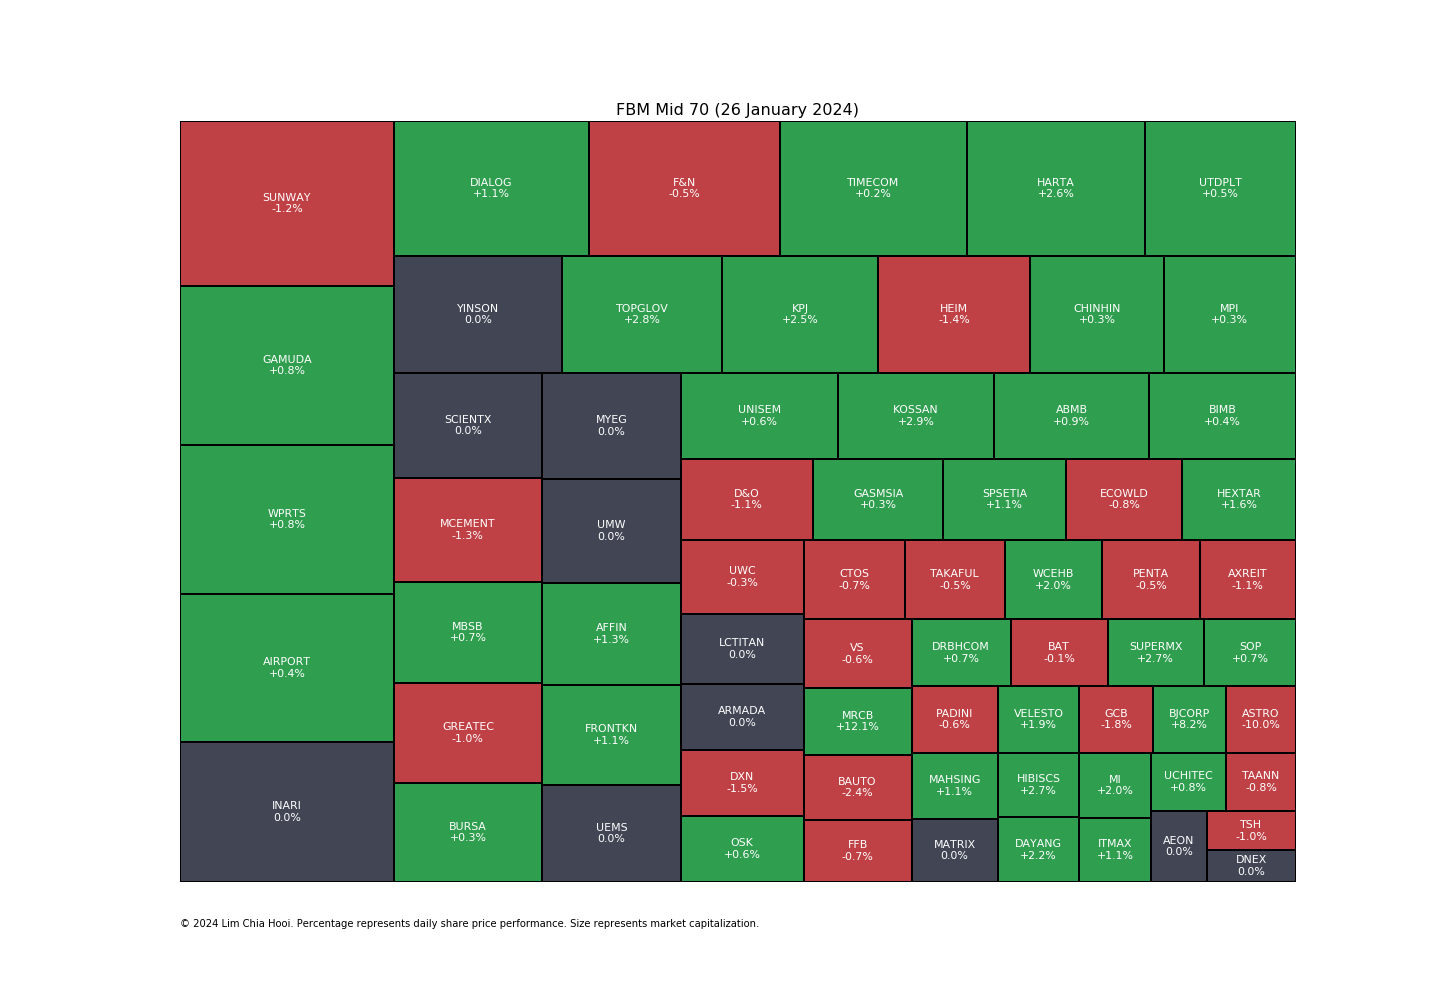 FBM Mid 70 (26 January 2024)
SUNWAY
-1.2%
GAMUDA
+0.8%
WPRTS
+0.8%
AIRPORT
+0.4%
INARI
0.0%
DIALOG
+1.1%
F&N
-0.5%
TIMECOM
+0.2%
HARTA
+2.6%
UTDPLT
+0.5%
YINSON
0.0%
TOPGLOV
+2.8%
KPJ
+2.5%
HEIM
-1.4%
CHINHIN
+0.3%
MPI
+0.3%
SCIENTX
0.0%
MCEMENT
-1.3%
MBSB
+0.7%
GREATEC
-1.0%
BURSA
+0.3%
MYEG
0.0%
UMW
0.0%
AFFIN
+1.3%
FRONTKN
+1.1%
UEMS
0.0%
UNISEM
+0.6%
KOSSAN
+2.9%
ABMB
+0.9%
BIMB
+0.4%
D&O
-1.1%
GASMSIA
+0.3%
SPSETIA
+1.1%
ECOWLD
-0.8%
HEXTAR
+1.6%
UWC
-0.3%
LCTITAN
0.0%
ARMADA
0.0%
DXN
-1.5%
OSK
+0.6%
CTOS
-0.7%
TAKAFUL
-0.5%
WCEHB
+2.0%
PENTA
-0.5%
AXREIT
-1.1%
VS
-0.6%
MRCB
+12.1%
BAUTO
-2.4%
FFB
-0.7%
DRBHCOM
+0.7%
BAT
-0.1%
SUPERMX
+2.7%
SOP
+0.7%
PADINI
-0.6%
VELESTO
+1.9%
GCB
-1.8%
BJCORP
+8.2%
ASTRO
-10.0%
MAHSING
+1.1%
MATRIX
0.0%
HIBISCS
+2.7%
DAYANG
+2.2%
MI
+2.0%
ITMAX
+1.1%
UCHITEC
+0.8%
TAANN
-0.8%
AEON
0.0%
TSH
-1.0%
DNEX
0.0%
© 2024 Lim Chia Hooi. Percentage represents daily share price performance. Size represents market capitalization.